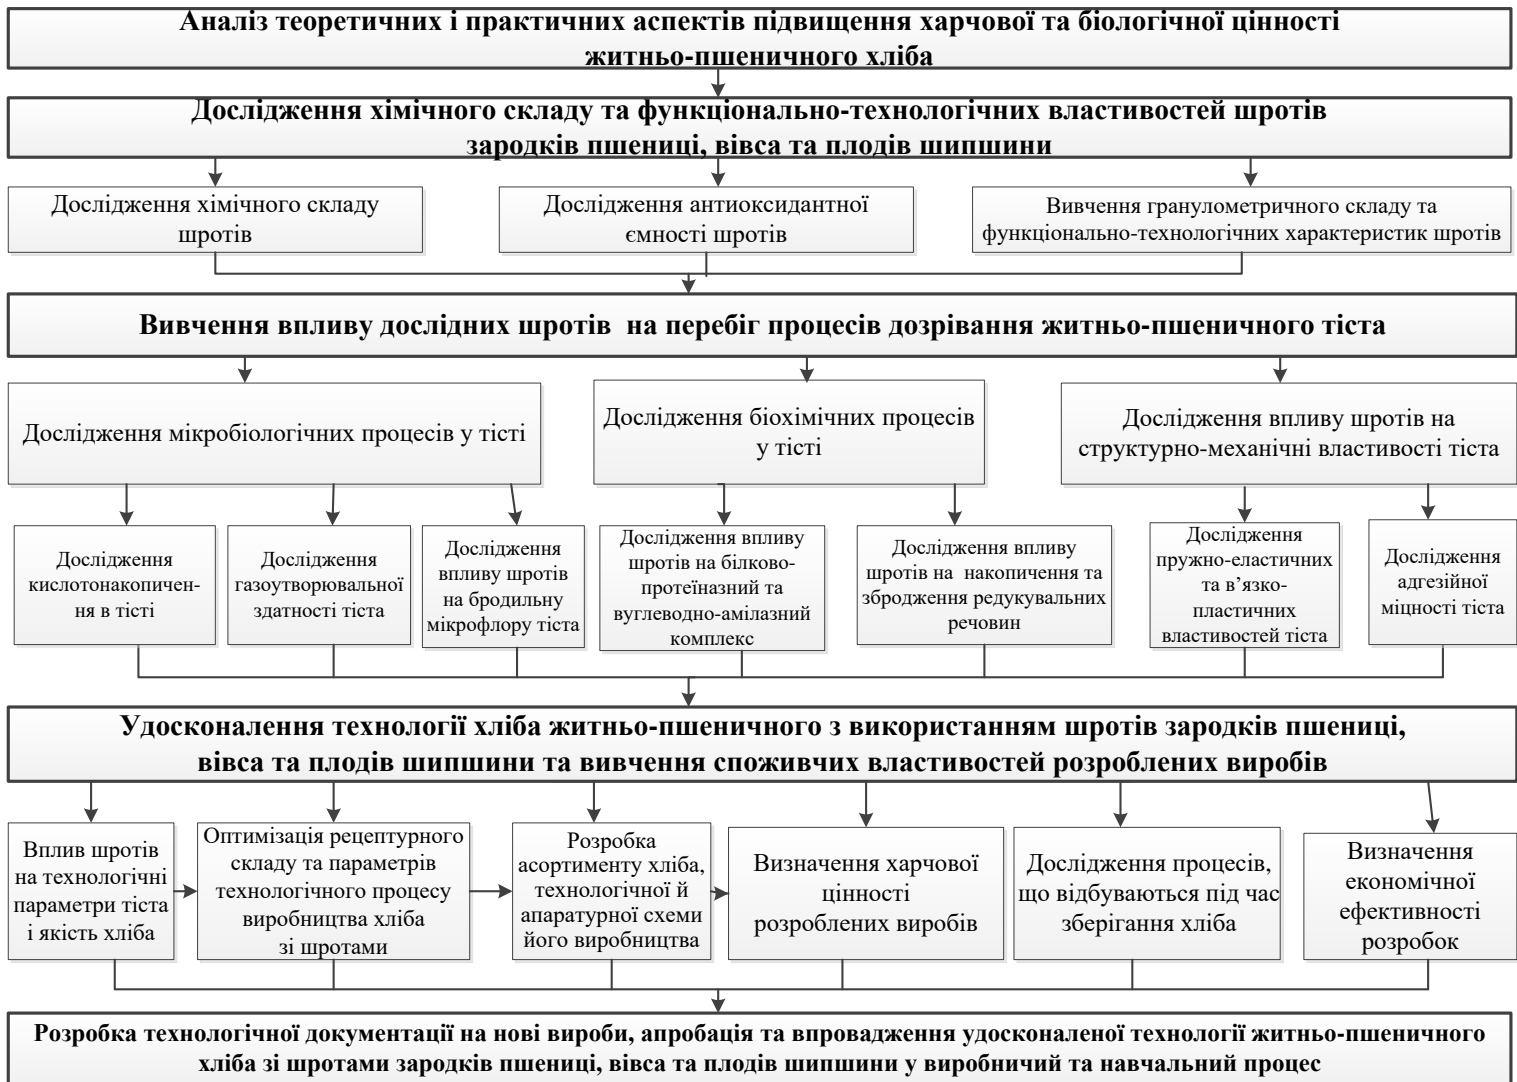 Аналіз теоретичних і практичних аспектів підвищення харчової та біологічної цінності
житньо-пшеничного хліба
Дослідження хімічного складу та функціонально-технологічних властивостей шротів
зародків пшениці, вівса та плодів шипшини
Дослідження хімічного складу
шротів
Дослідження антиоксидантної
ємності шротів
Вивчення гранулометричного складу та
функціонально-технологічних характеристик шротів
Вивчення впливу дослідних шротів на перебіг процесів дозрівання житньо-пшеничного тіста
Дослідження мікробіологічних процесів у тісті
Дослідження біохімічних процесів
у тісті
Дослідження впливу шротів на
структурно-механічні властивості тіста
Дослідження
кислотонакопичен-
ня в тісті
Дослідження
газоутворювальної
здатності тіста
Дослідження
впливу шротів
на бродильну
мікрофлору тіста
Дослідження впливу
шротів на білково-
протеїназний та
вуглеводно-амілазний
комплекс
Дослідження впливу
шротів на накопичення та
збродження редукувальних
речовин
Дослідження
пружно-еластичних
та в’язко-
пластичних
властивостей тіста
Дослідження
адгезійної
міцності тіста
Удосконалення технології хліба житньо-пшеничного з використанням шротів зародків пшениці,
вівса та плодів шипшини та вивчення споживчих властивостей розроблених виробів
Вплив шротів
на технологічні
параметри тіста
і якість хліба
Оптимізація рецептурного
складу та параметрів
технологічного процесу
виробництва хліба
зі шротами
Розробка
асортименту хліба,
технологічної й
апаратурної схеми
його виробництва
Визначення харчової
цінності
розроблених виробів
Дослідження процесів,
що відбуваються під час
зберігання хліба
Визначення
економічної
ефективності
розробок
Розробка технологічної документації на нові вироби, апробація та впровадження удосконаленої технології житньо-пшеничного
хліба зі шротами зародків пшениці, вівса та плодів шипшини у виробничий та навчальний процес